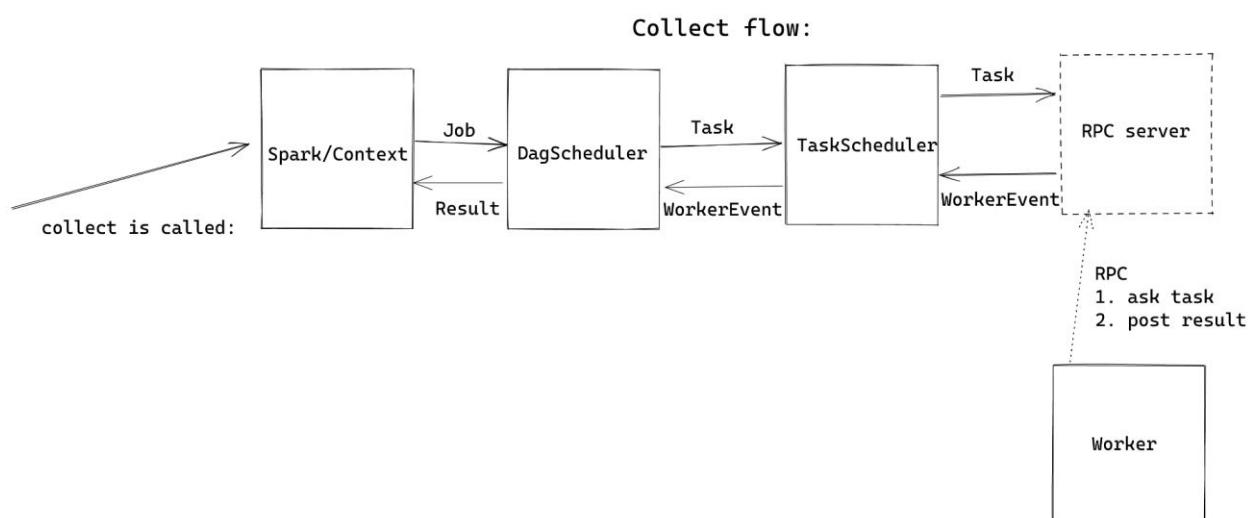 Collect flow:
Task
Job
Task
Spark/Context
DagScheduler
TaskScheduler
RPC server
Result
WorkerEvent
WorkerEvent
collect is called:
RPC
1. ask task
2. post result
Worker